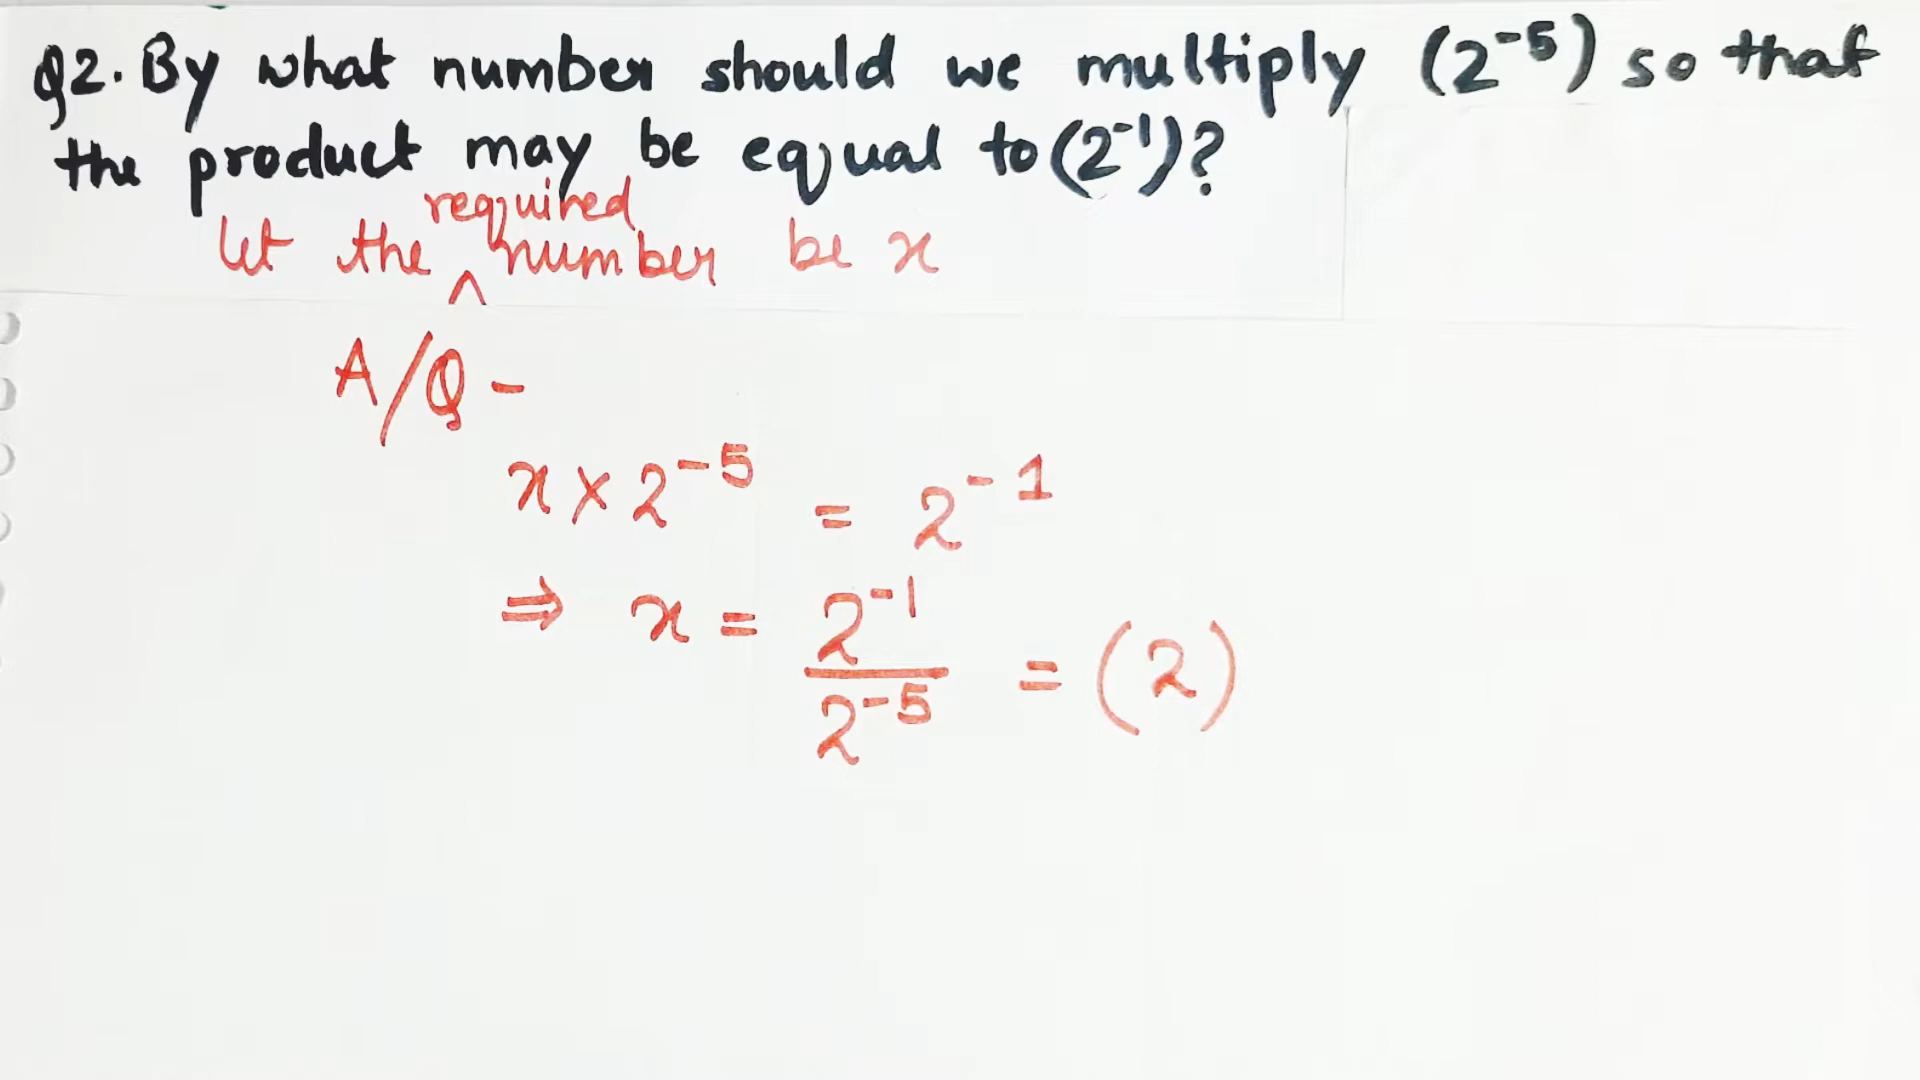 Q2. By what number should we multiply (2⁻⁵) so that
the product may be equal to (2⁻¹)?
required
let the ^ number be x
A/Q -
x × 2⁻⁵ = 2⁻¹
⇒ x = 2⁻¹/2⁻⁵ = (2)